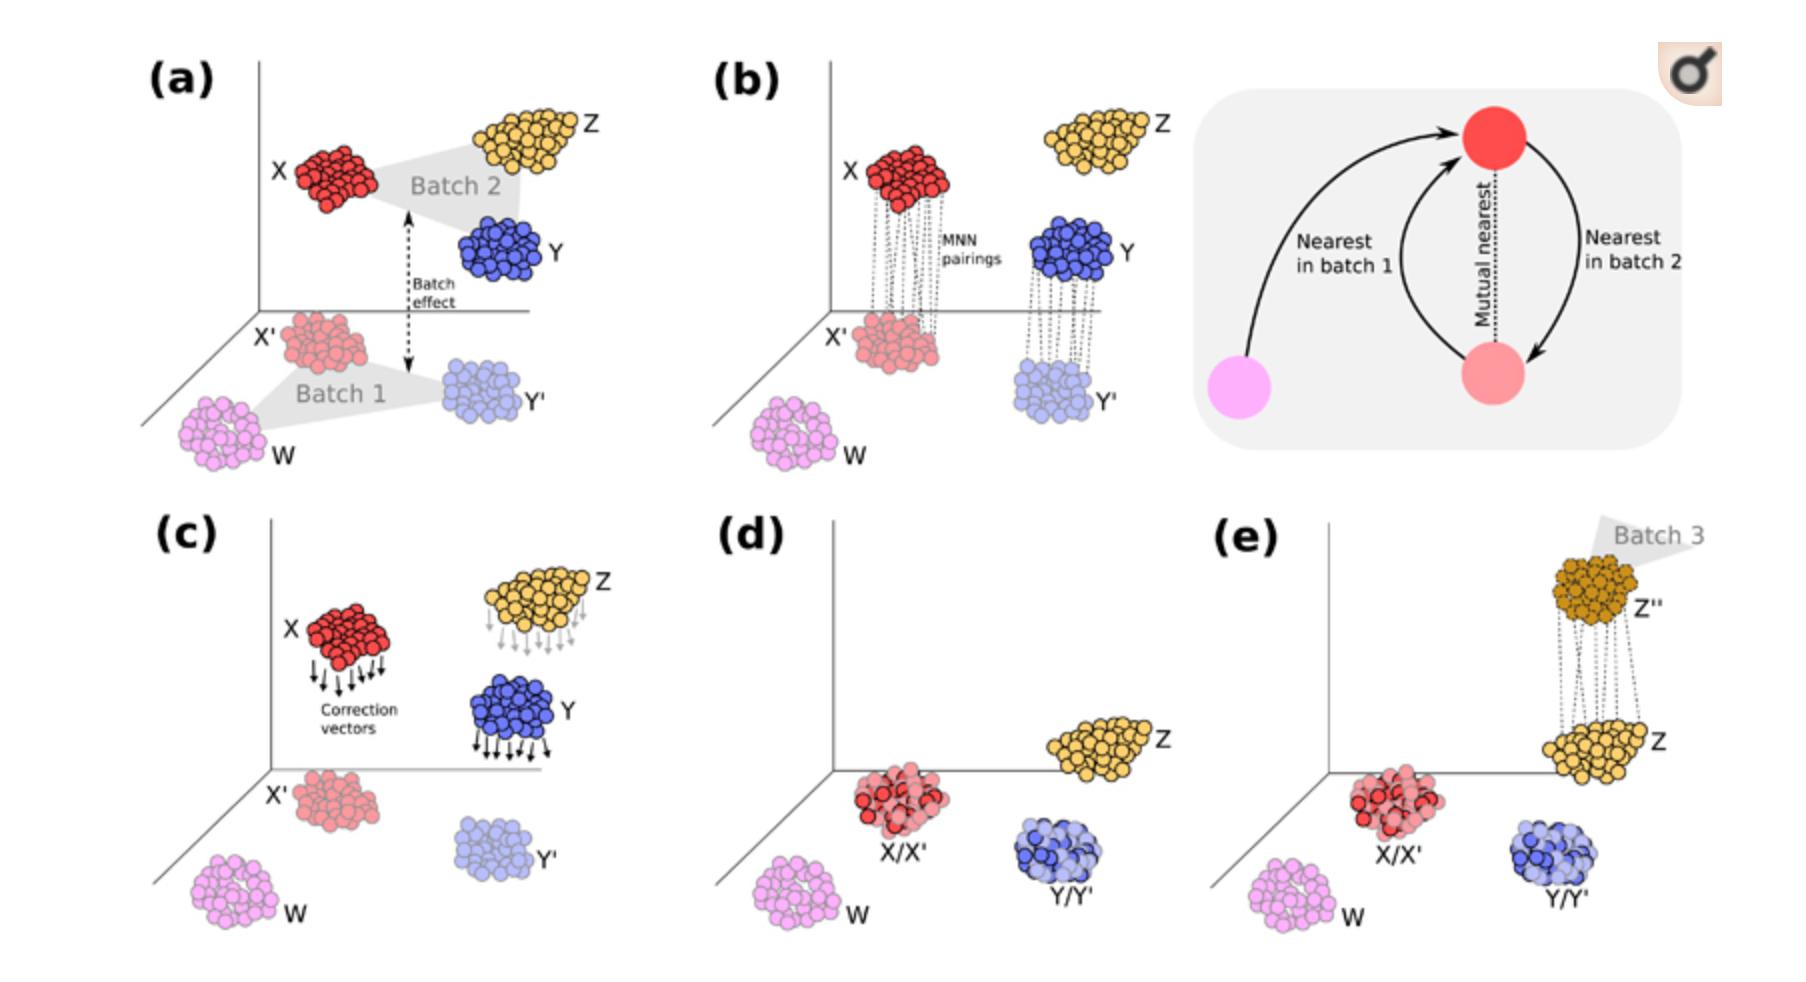 (a)
Z
X
Batch 2
Y
Batch
effect
X'
Batch 1
Y'
W
(b)
Z
X
MNN
pairings
Y
X'
Y'
W
Nearest
in batch 1
Mutual nearest
Nearest
in batch 2
(c)
Z
X
Correction
vectors
Y
X'
Y'
W
(d)
Z
X/X'
Y/Y'
W
(e)
Batch 3
Z''
Z
X/X'
Y/Y'
W